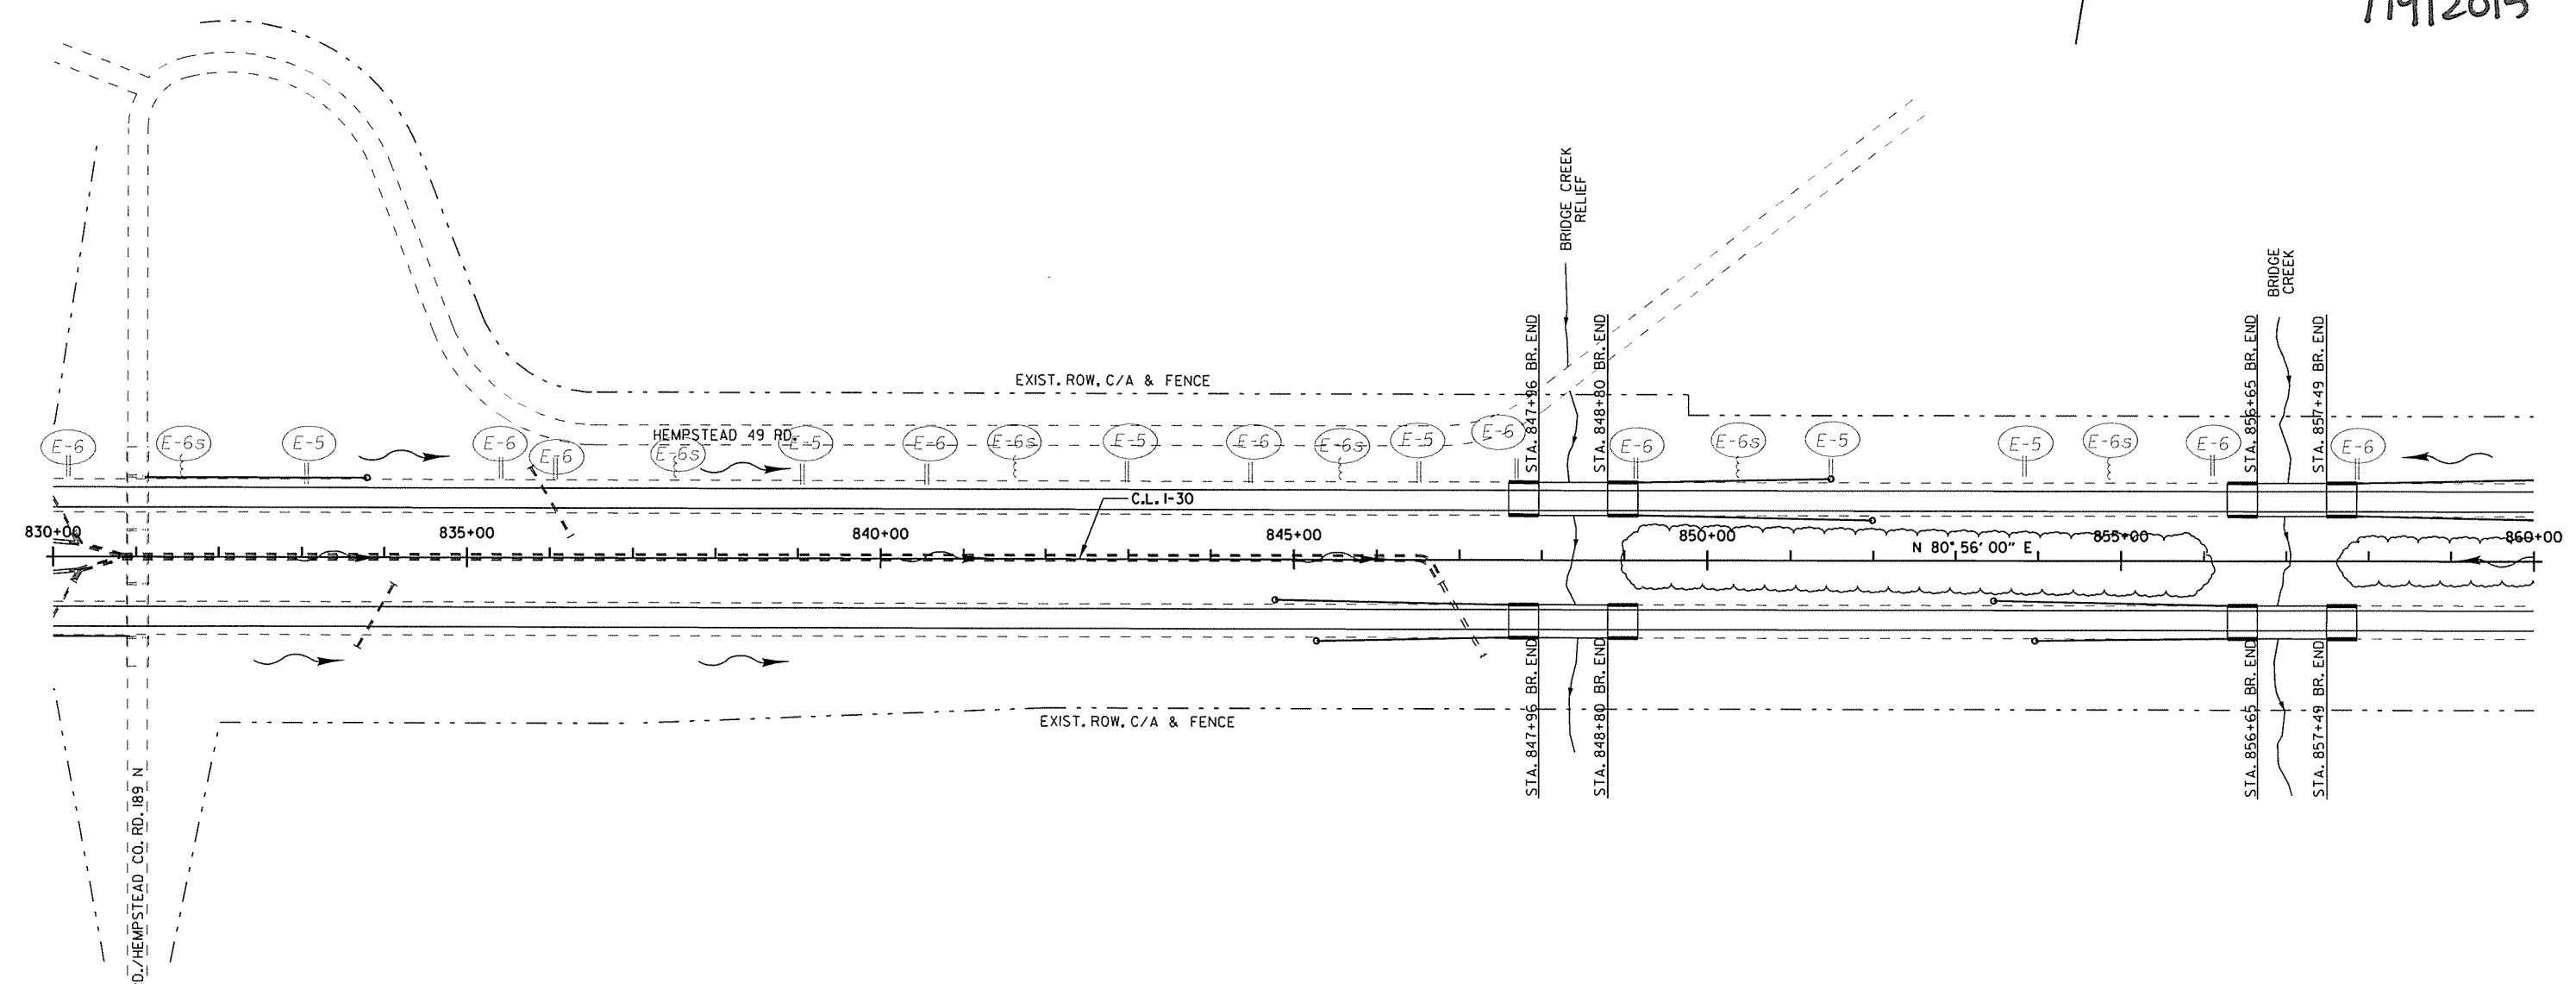 7/9/2015
BRIDGE CREEK
RELIEF
BRIDGE
CREEK
STA. 847+96 BR. END
STA. 848+80 BR. END
STA. 856+65 BR. END
STA. 857+49 BR. END
EXIST. ROW, C/A & FENCE
HEMPSTEAD 49 RD.
E-6
E-6s
E-5
E-6
E-6
E-6s
E-5
E-6
E-6s
E-5
E-6
E-6s
E-5
E-6
E-6
E-6s
E-5
E-5
E-6s
E-6
E-6
C.L. I-30
830+00
835+00
840+00
845+00
850+00
N 80° 56' 00" E
855+00
860+00
EXIST. ROW, C/A & FENCE
STA. 847+96 BR. END
STA. 848+80 BR. END
STA. 856+65 BR. END
STA. 857+49 BR. END
D./HEMPSTEAD CO. RD. 189 N